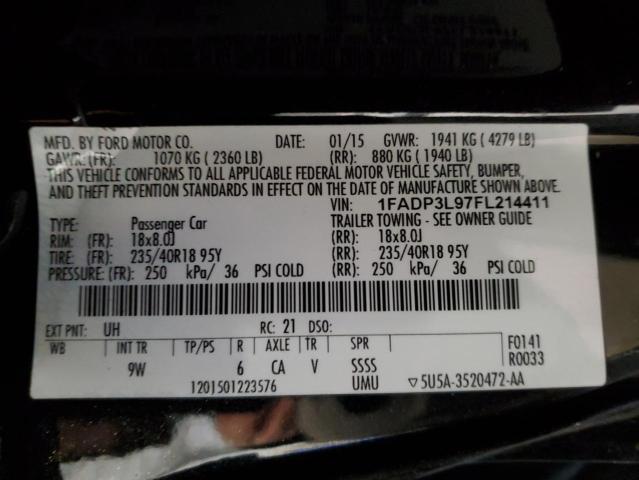 MFD. BY FORD MOTOR CO. DATE: 01/15 GVWR: 1941 KG ( 4279 LB)
GAWR: (FR): 1070 KG ( 2360 LB) (RR): 880 KG ( 1940 LB)
THIS VEHICLE CONFORMS TO ALL APPLICABLE FEDERAL MOTOR VEHICLE SAFETY, BUMPER,
AND THEFT PREVENTION STANDARDS IN EFFECT ON THE DATE OF MANUFACTURE SHOWN ABOVE.
VIN: 1FADP3L97FL214411
TYPE: Passenger Car TRAILER TOWING - SEE OWNER GUIDE
RIM: (FR): 18x8.0J (RR): 18x8.0J
TIRE: (FR): 235/40R18 95Y (RR): 235/40R18 95Y
PRESSURE: (FR): 250 kPa/ 36 PSI COLD (RR): 250 kPa/ 36 PSI COLD
EXT PNT: UH RC: 21 DSO:
WB INT TR TP/PS R AXLE TR SPR F0141
9W 6 CA V SSSS R0033
1201501223576 UMU ▽5U5A-3520472-AA